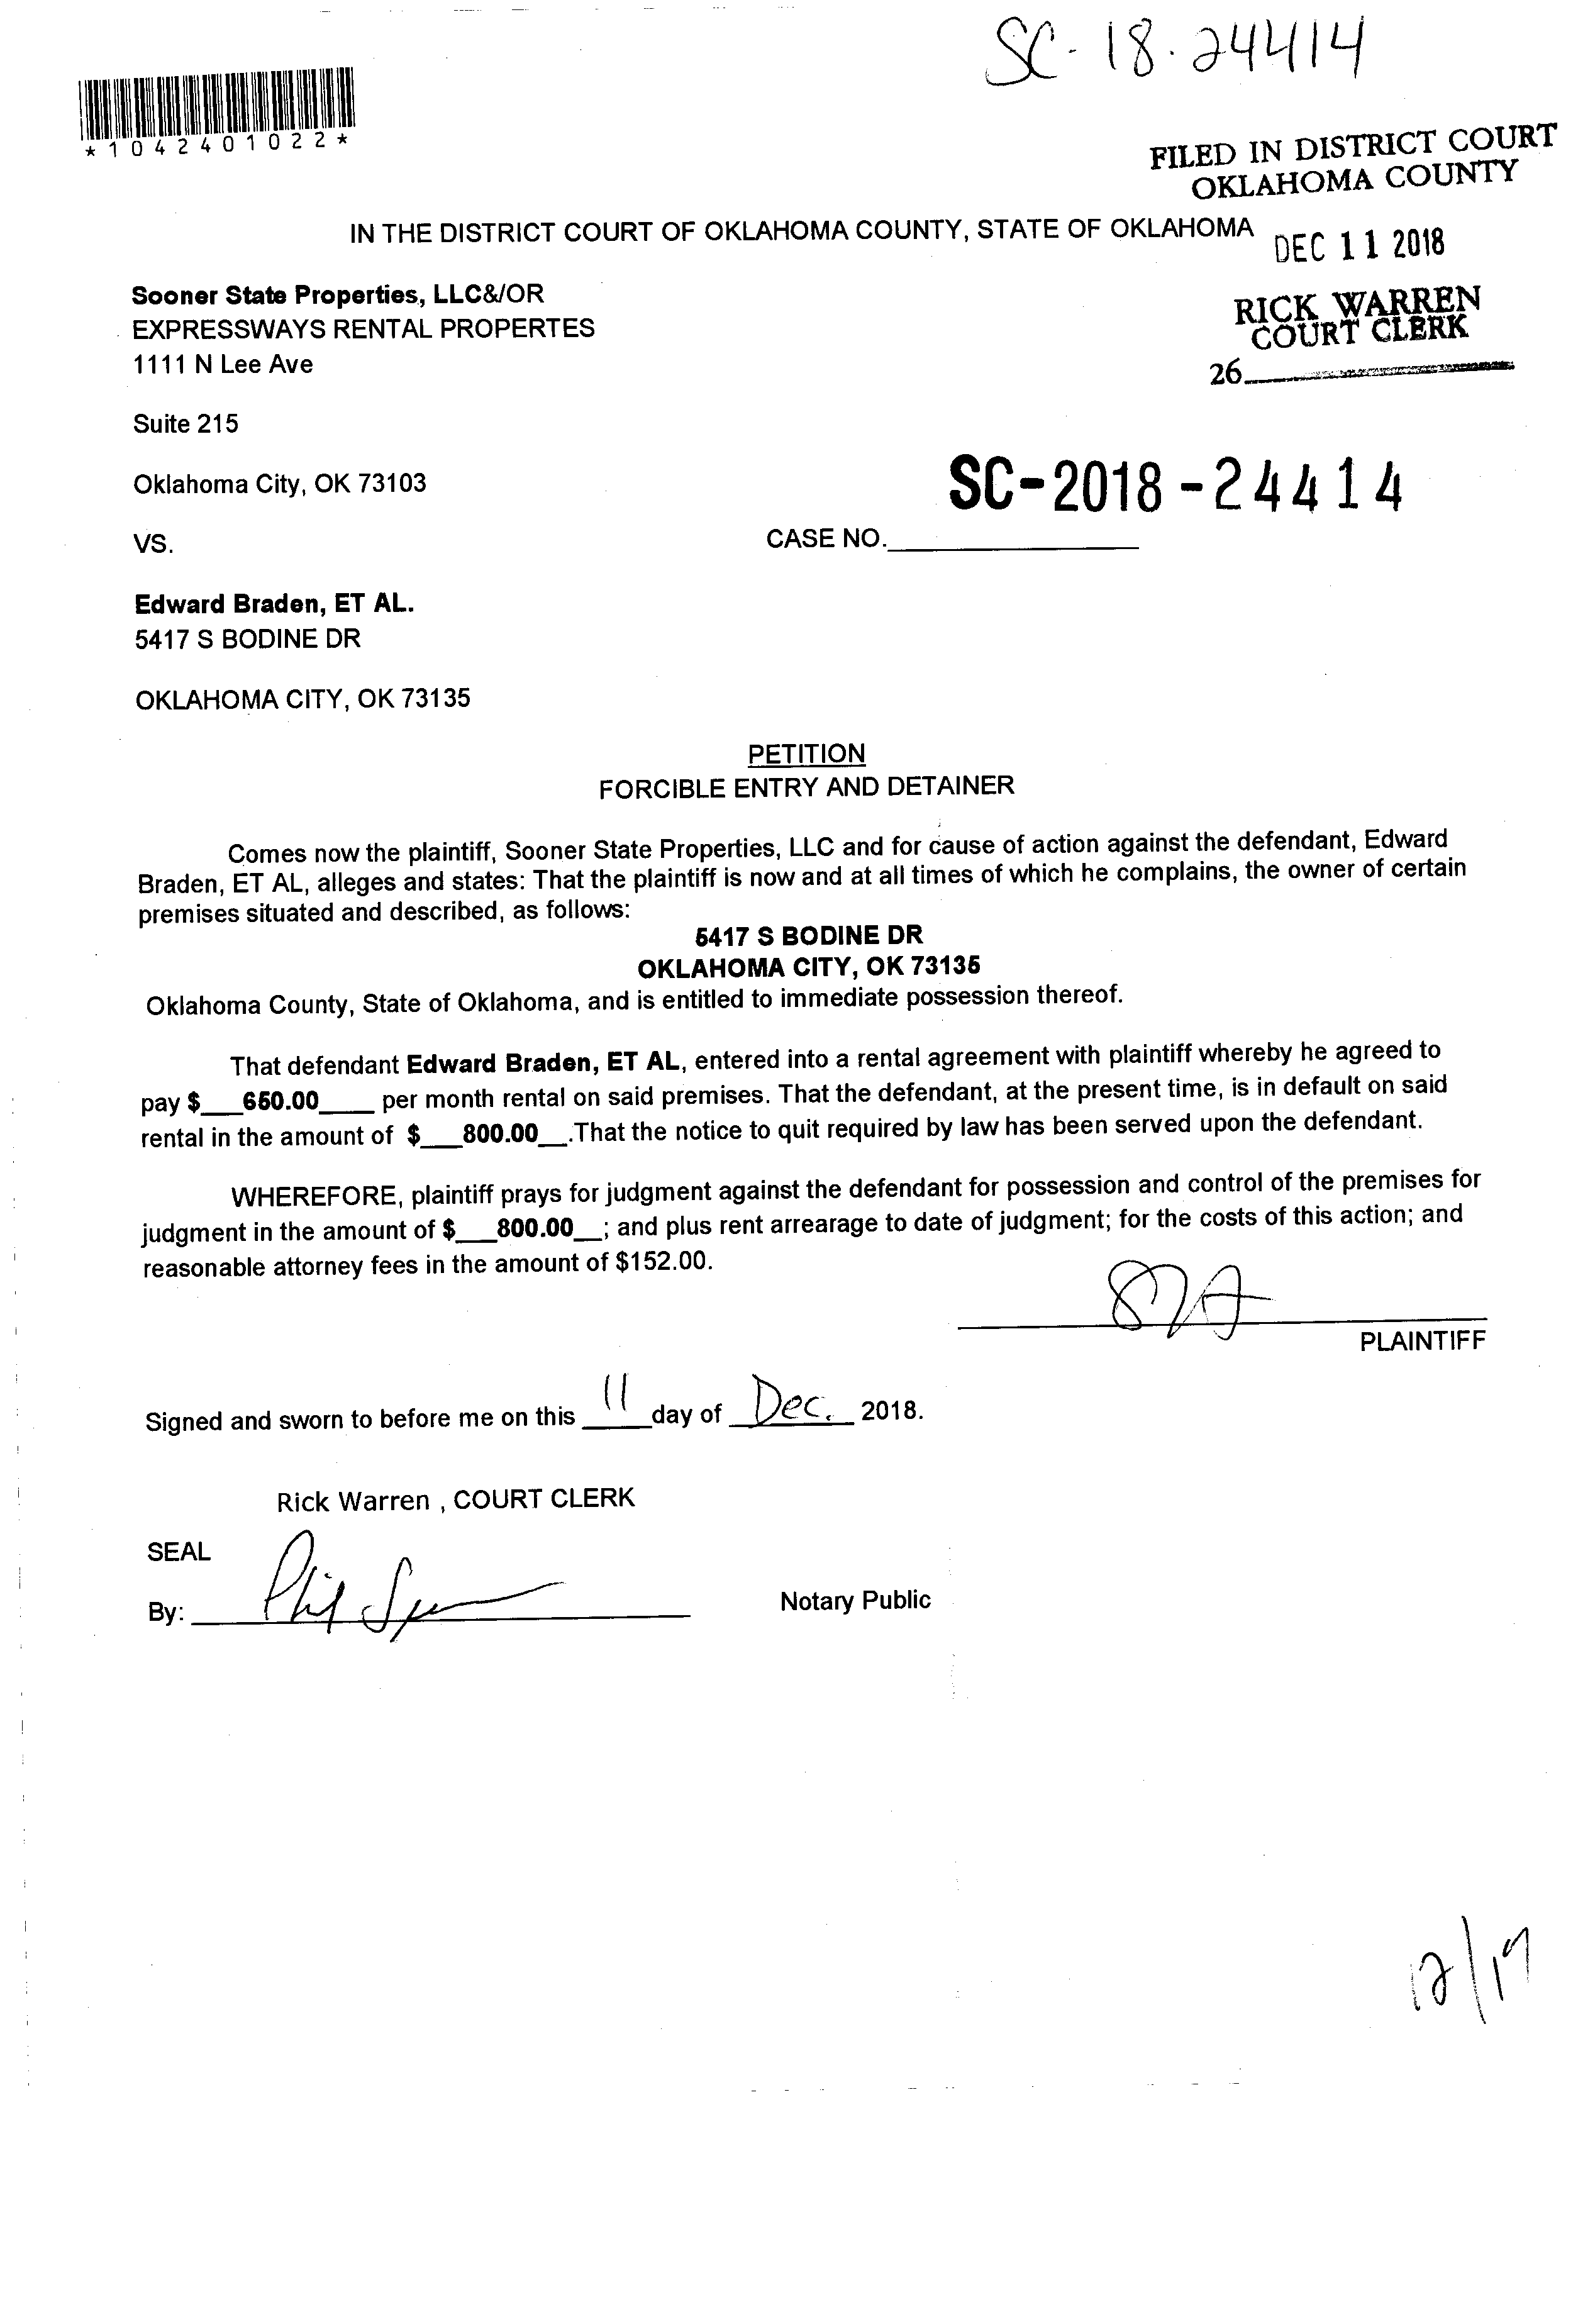 SC-18-24414
*1042401022*
FILED IN DISTRICT COURT
OKLAHOMA COUNTY
IN THE DISTRICT COURT OF OKLAHOMA COUNTY, STATE OF OKLAHOMA
DEC 11 2018
Sooner State Properties, LLC&/OR
EXPRESSWAYS RENTAL PROPERTES
1111 N Lee Ave
RICK WARREN
COURT CLERK
26
Suite 215
Oklahoma City, OK 73103
SC-2018-24414
VS.
CASE NO.
Edward Braden, ET AL.
5417 S BODINE DR
OKLAHOMA CITY, OK 73135
PETITION
FORCIBLE ENTRY AND DETAINER
Comes now the plaintiff, Sooner State Properties, LLC and for cause of action against the defendant, Edward
Braden, ET AL, alleges and states: That the plaintiff is now and at all times of which he complains, the owner of certain
premises situated and described, as follows:
5417 S BODINE DR
OKLAHOMA CITY, OK 73135
Oklahoma County, State of Oklahoma, and is entitled to immediate possession thereof.
That defendant Edward Braden, ET AL, entered into a rental agreement with plaintiff whereby he agreed to
pay $___650.00____ per month rental on said premises. That the defendant, at the present time, is in default on said
rental in the amount of $___800.00__.That the notice to quit required by law has been served upon the defendant.
WHEREFORE, plaintiff prays for judgment against the defendant for possession and control of the premises for
judgment in the amount of $___800.00__; and plus rent arrearage to date of judgment; for the costs of this action; and
reasonable attorney fees in the amount of $152.00.
PLAINTIFF
Signed and sworn to before me on this 11 day of Dec. 2018.
Rick Warren , COURT CLERK
SEAL
By: Phil
Notary Public
12/19